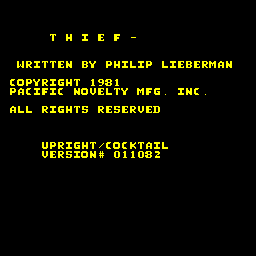 T H I E F -
WRITTEN BY PHILIP LIEBERMAN
COPYRIGHT 1981
PACIFIC NOVELTY MFG. INC.
ALL RIGHTS RESERVED
UPRIGHT/COCKTAIL
VERSION# 011082